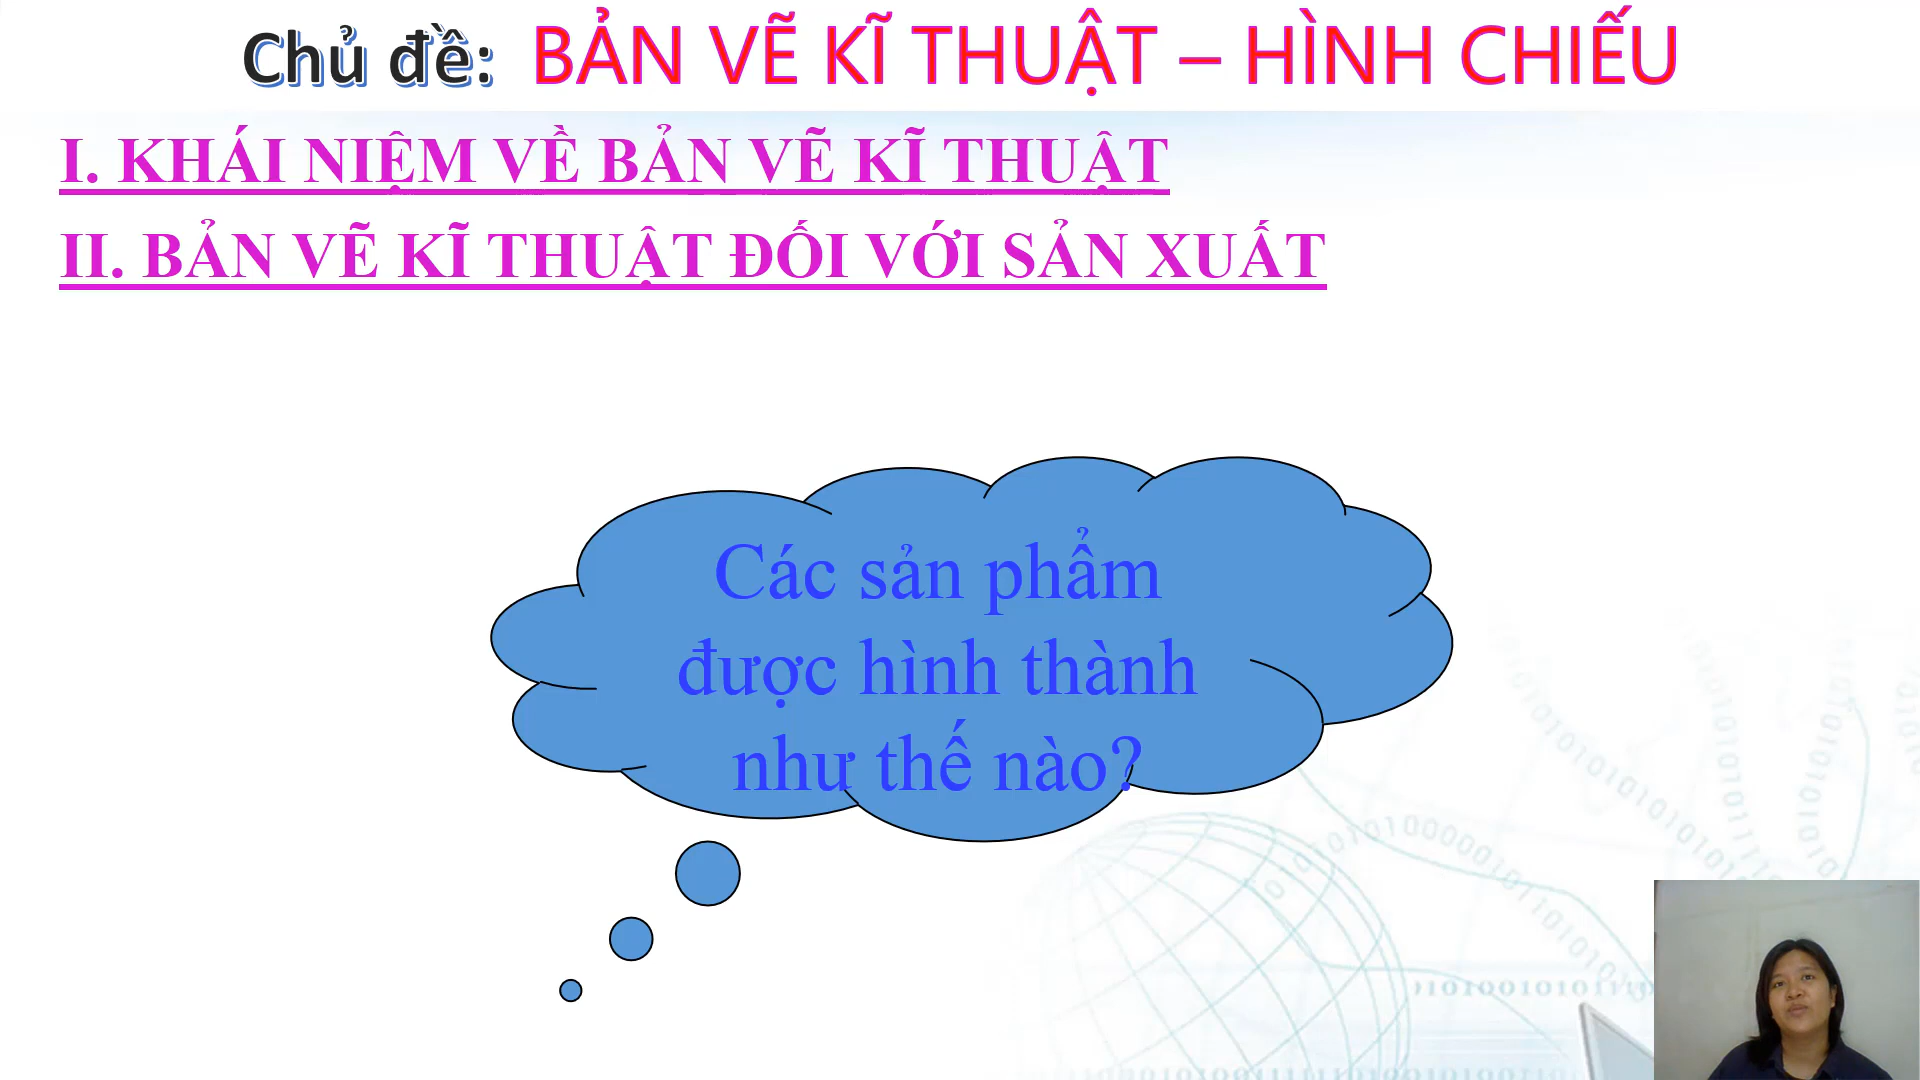 Chủ đề: BẢN VẼ KĨ THUẬT – HÌNH CHIẾU
I. KHÁI NIỆM VỀ BẢN VẼ KĨ THUẬT
II. BẢN VẼ KĨ THUẬT ĐỐI VỚI SẢN XUẤT
Các sản phẩm
được hình thành
như thế nào?